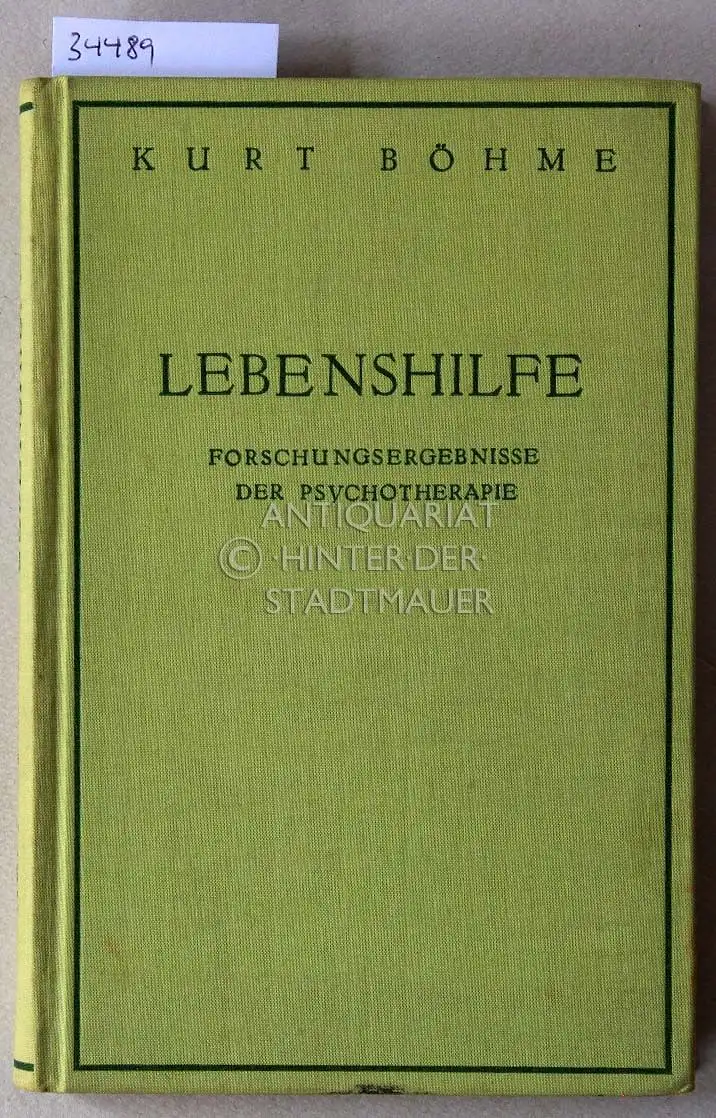 34489
KURT BÖHME
LEBENSHILFE
FORSCHUNGSERGEBNISSE
DER PSYCHOTHERAPIE
ANTIQUARIAT
© ·HINTER·DER·
STADTMAUER